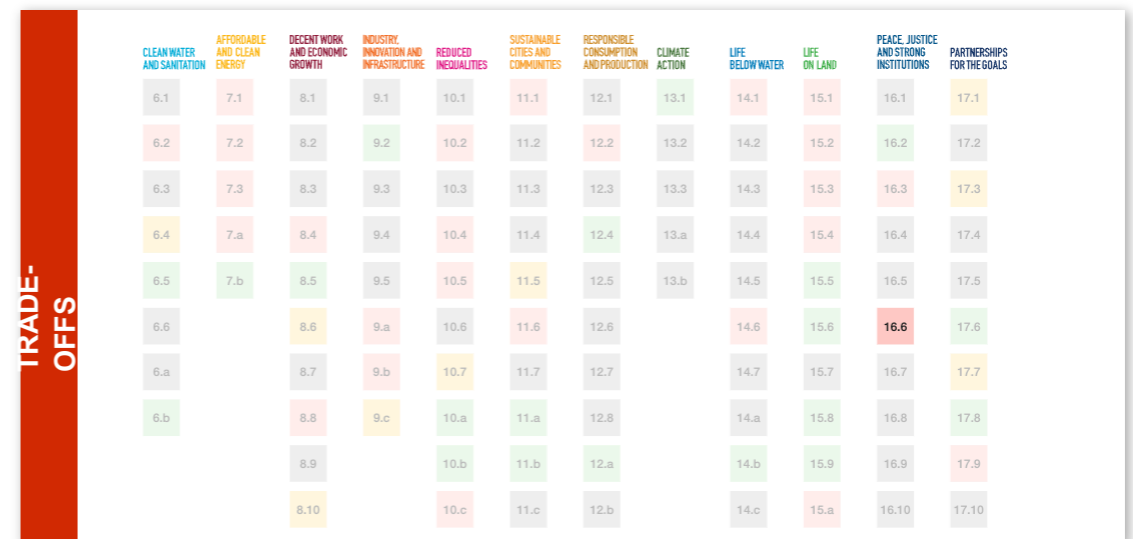 TRADE-
OFFS
CLEAN WATER
AND SANITATION
AFFORDABLE
AND CLEAN
ENERGY
DECENT WORK
AND ECONOMIC
GROWTH
INDUSTRY,
INNOVATION AND
INFRASTRUCTURE
REDUCED
INEQUALITIES
SUSTAINABLE
CITIES AND
COMMUNITIES
RESPONSIBLE
CONSUMPTION
AND PRODUCTION
CLIMATE
ACTION
LIFE
BELOW WATER
LIFE
ON LAND
PEACE, JUSTICE
AND STRONG
INSTITUTIONS
PARTNERSHIPS
FOR THE GOALS
6.1 7.1 8.1 9.1 10.1 11.1 12.1 13.1 14.1 15.1 16.1 17.1
6.2 7.2 8.2 9.2 10.2 11.2 12.2 13.2 14.2 15.2 16.2 17.2
6.3 7.3 8.3 9.3 10.3 11.3 12.3 13.3 14.3 15.3 16.3 17.3
6.4 7.a 8.4 9.4 10.4 11.4 12.4 13.a 14.4 15.4 16.4 17.4
6.5 7.b 8.5 9.5 10.5 11.5 12.5 13.b 14.5 15.5 16.5 17.5
6.6 8.6 9.a 10.6 11.6 12.6 14.6 15.6 16.6 17.6
6.a 8.7 9.b 10.7 11.7 12.7 14.7 15.7 16.7 17.7
6.b 8.8 9.c 10.a 11.a 12.8 14.a 15.8 16.8 17.8
8.9 10.b 11.b 12.a 14.b 15.9 16.9 17.9
8.10 10.c 11.c 12.b 14.c 15.a 16.10 17.10